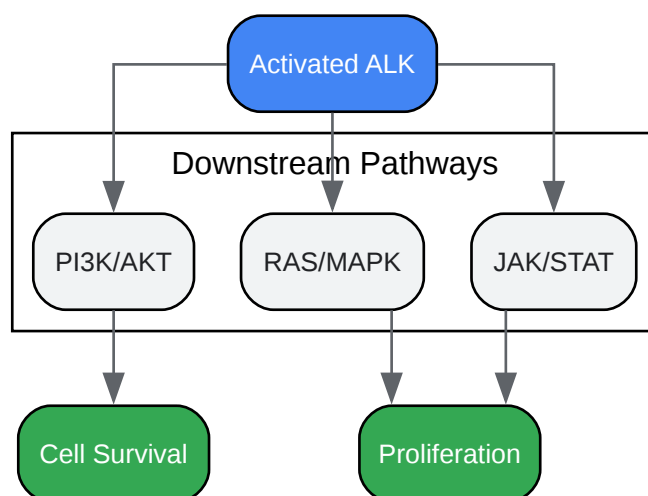 Activated ALK
Downstream Pathways
PI3K/AKT
RAS/MAPK
JAK/STAT
Cell Survival
Proliferation